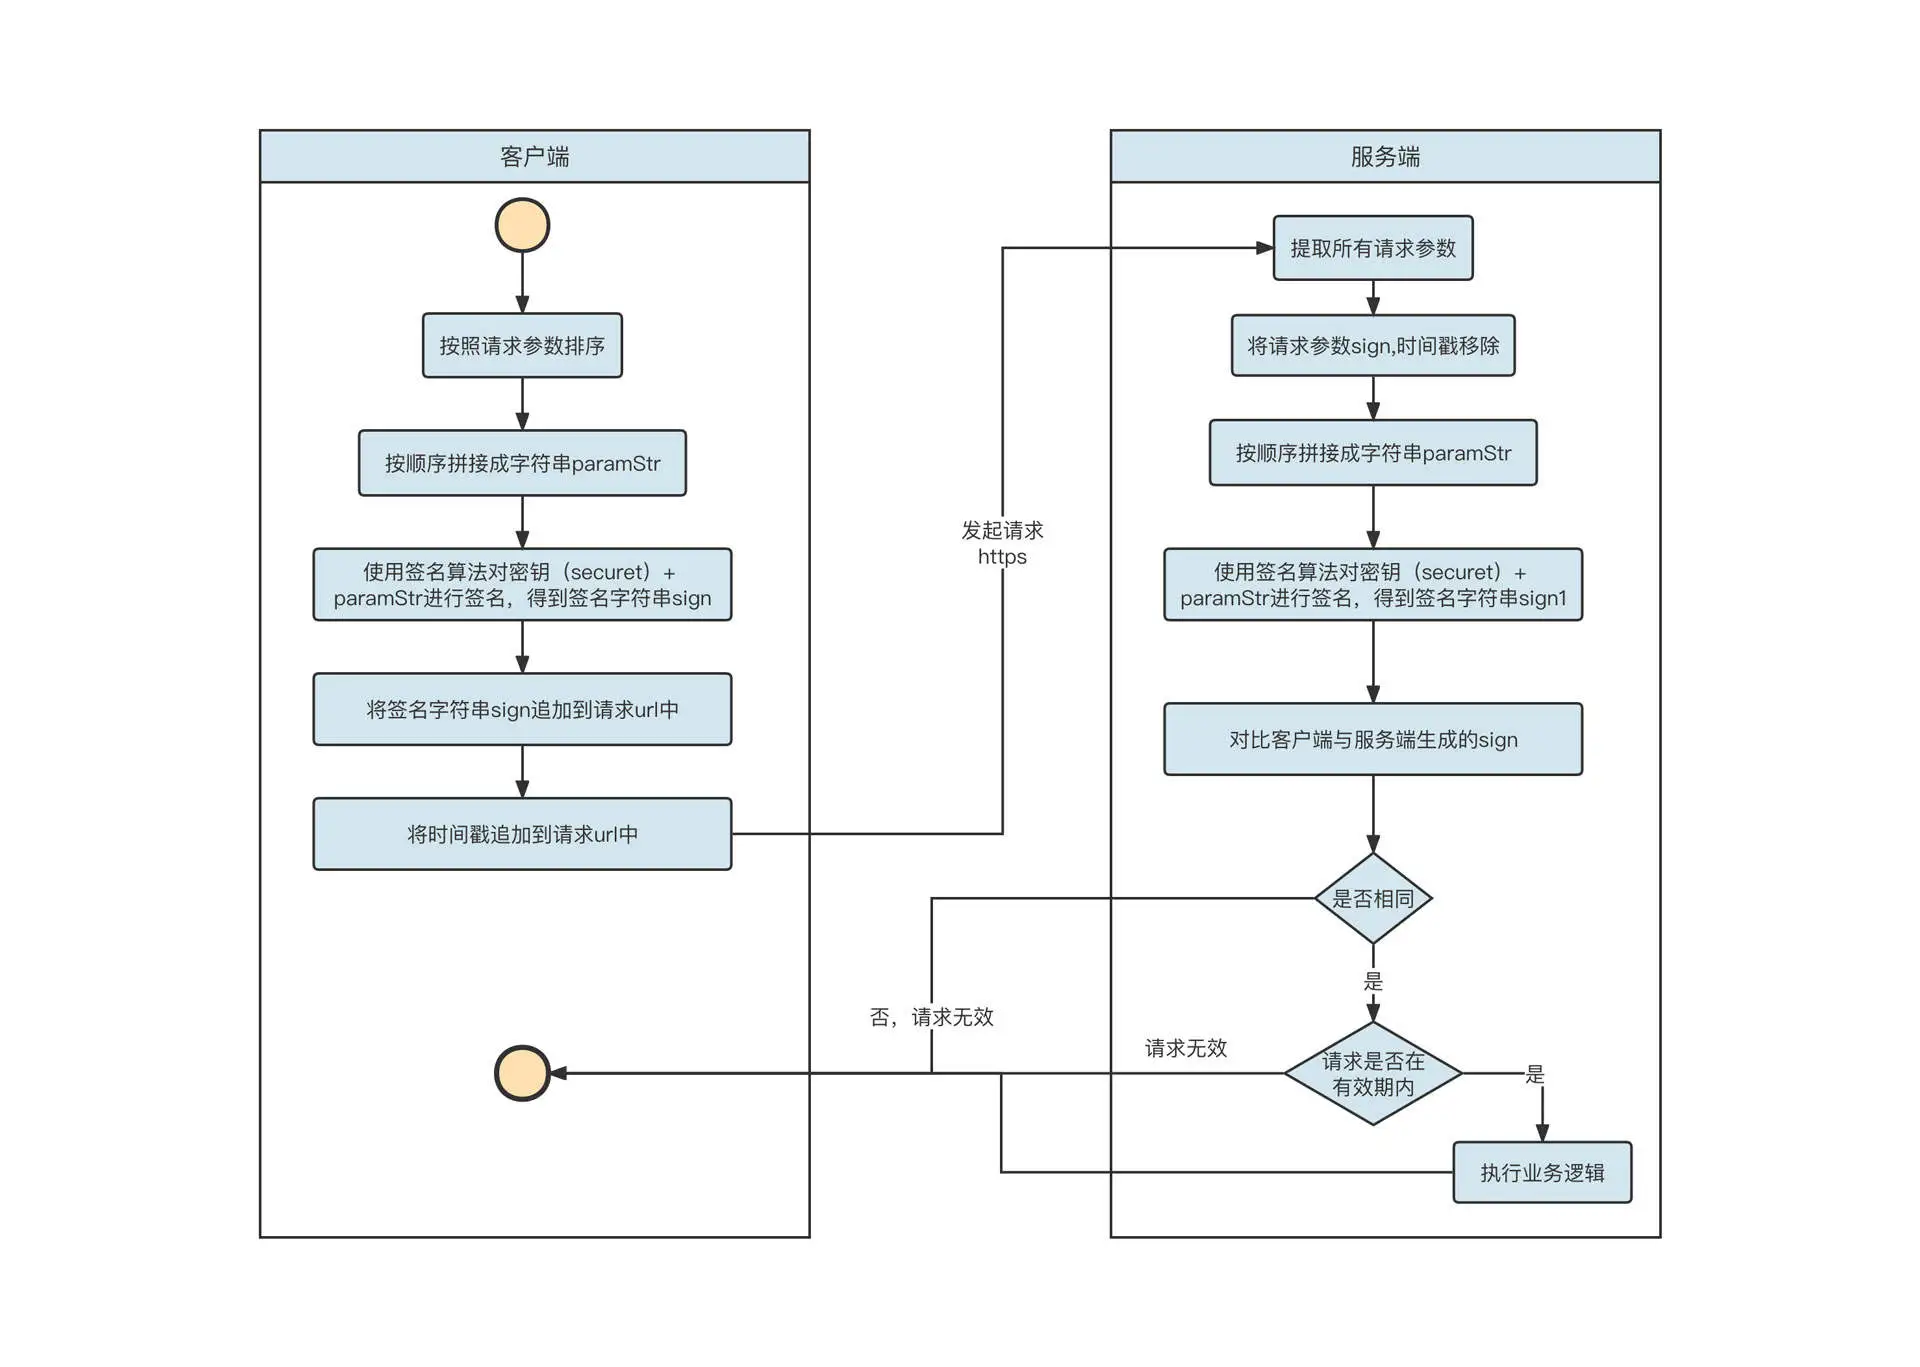 客户端
按照请求参数排序
按顺序拼接成字符串paramStr
使用签名算法对密钥（securet）+
paramStr进行签名，得到签名字符串sign
将签名字符串sign追加到请求url中
将时间戳追加到请求url中
发起请求
https
服务端
提取所有请求参数
将请求参数sign,时间戳移除
按顺序拼接成字符串paramStr
使用签名算法对密钥（securet）+
paramStr进行签名，得到签名字符串sign1
对比客户端与服务端生成的sign
是否相同
是
否，请求无效
请求无效
请求是否在
有效期内
是
执行业务逻辑